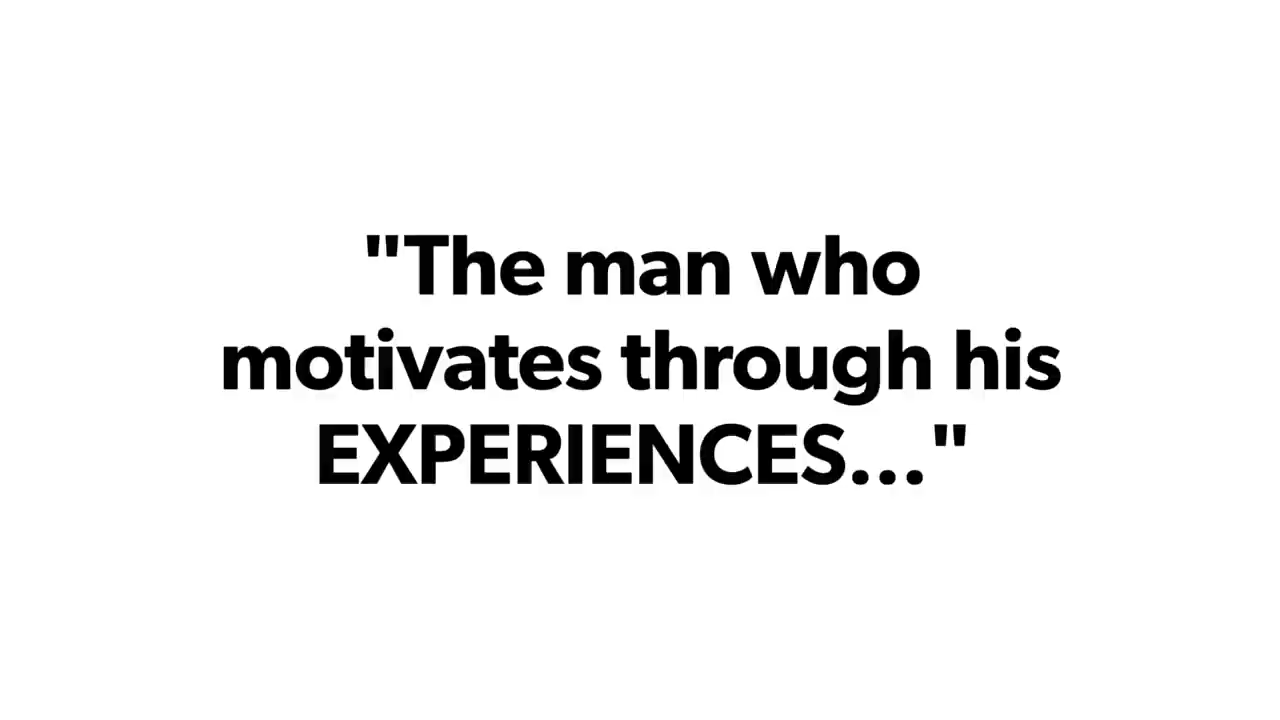 "The man who
motivates through his
EXPERIENCES..."